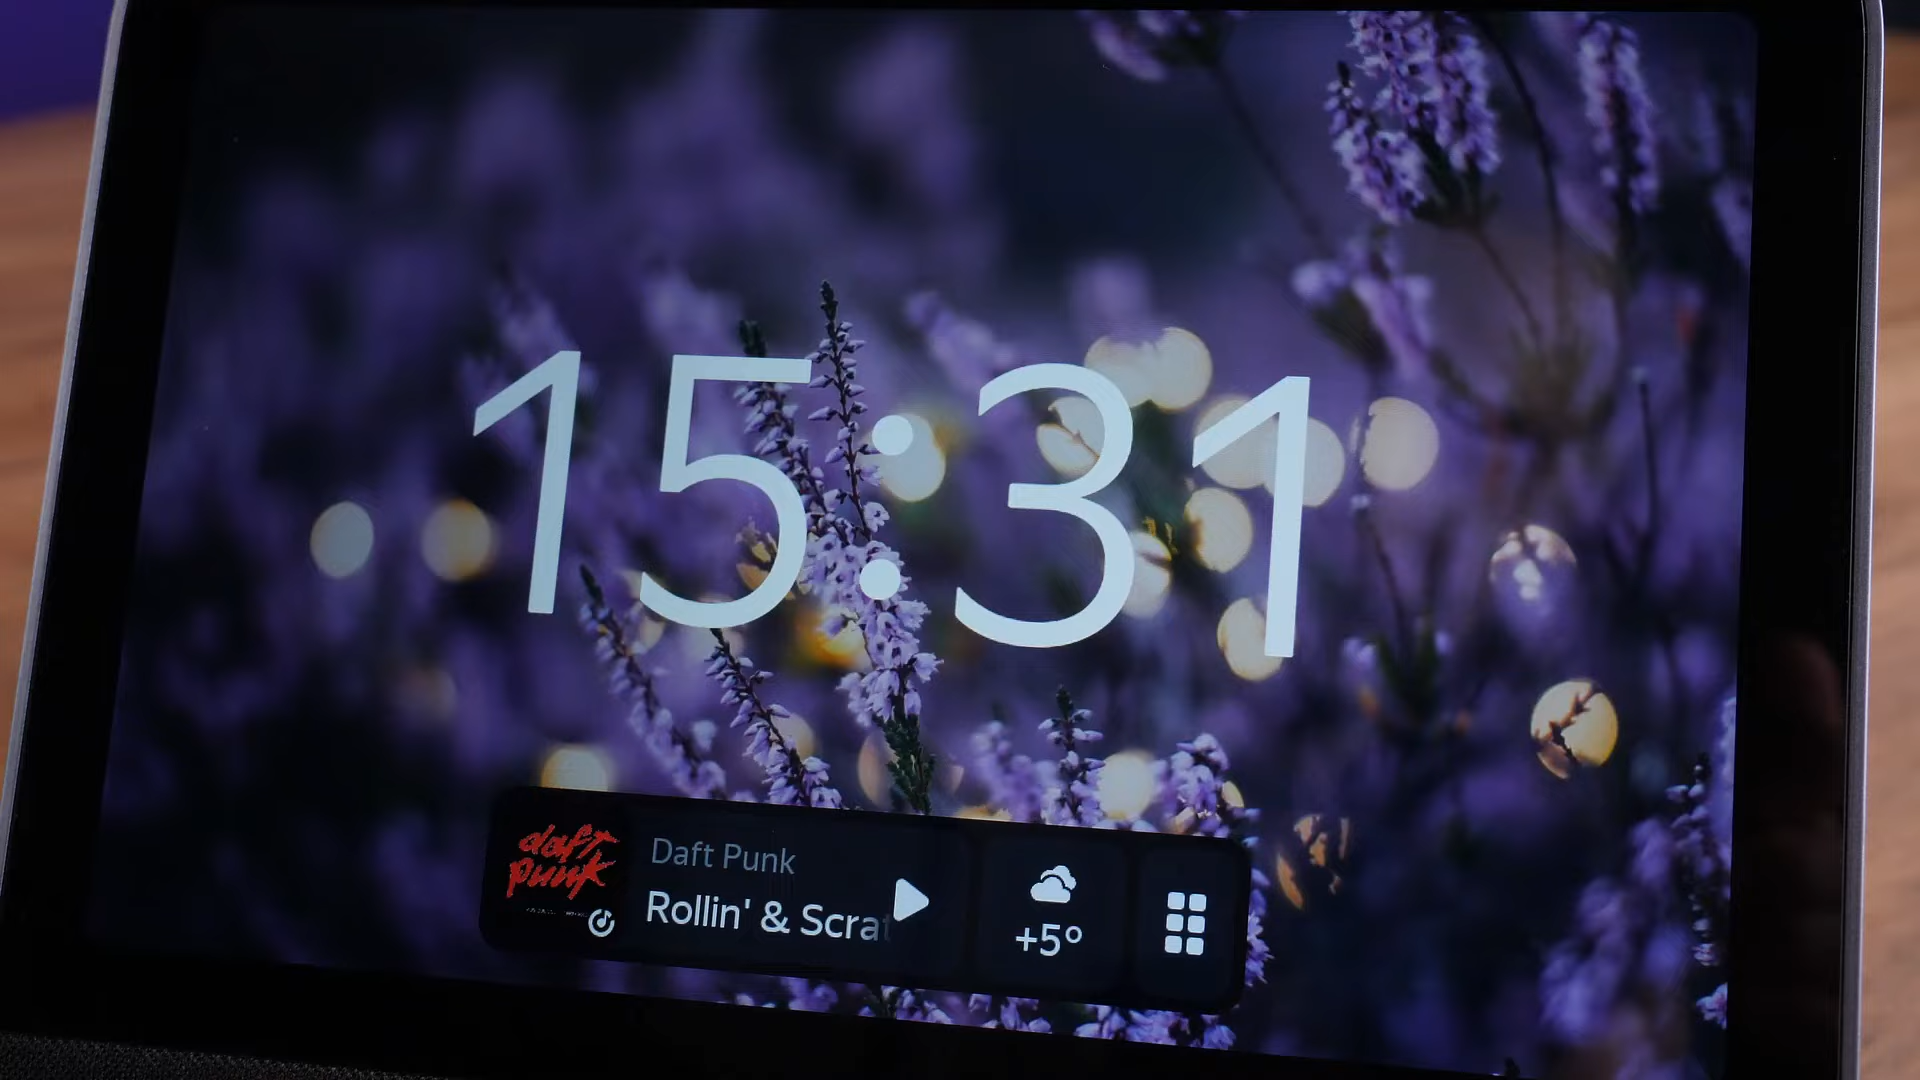 15:31
daft
punk
Daft Punk
Rollin' & Scrat
+5°